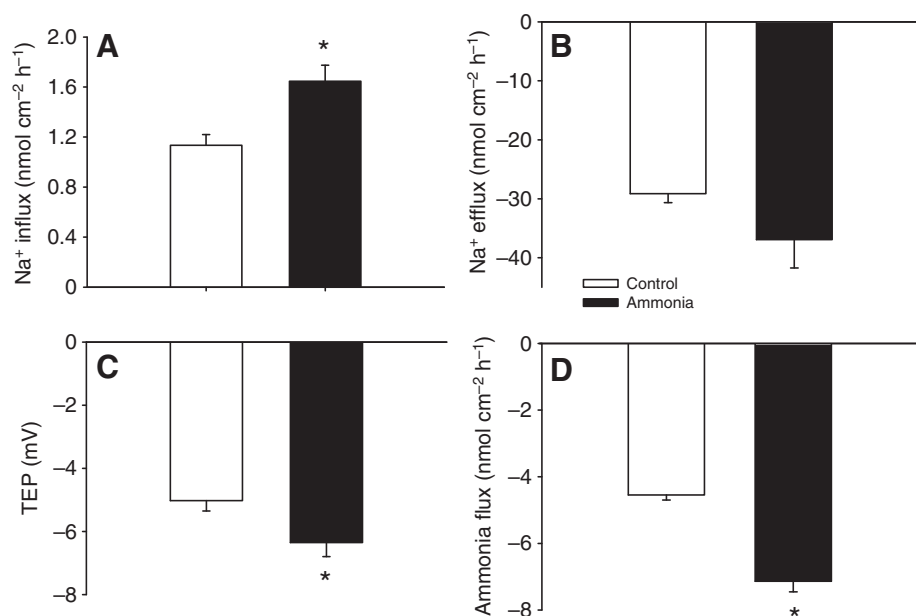 A
Na+ influx (nmol cm–2 h–1)
2.0
1.6
1.2
0.8
0.4
0
*
B
Na+ efflux (nmol cm–2 h–1)
0
–10
–20
–30
–40
Control
Ammonia
C
TEP (mV)
0
–2
–4
–6
–8
*
D
Ammonia flux (nmol cm–2 h–1)
0
–2
–4
–6
–8
*